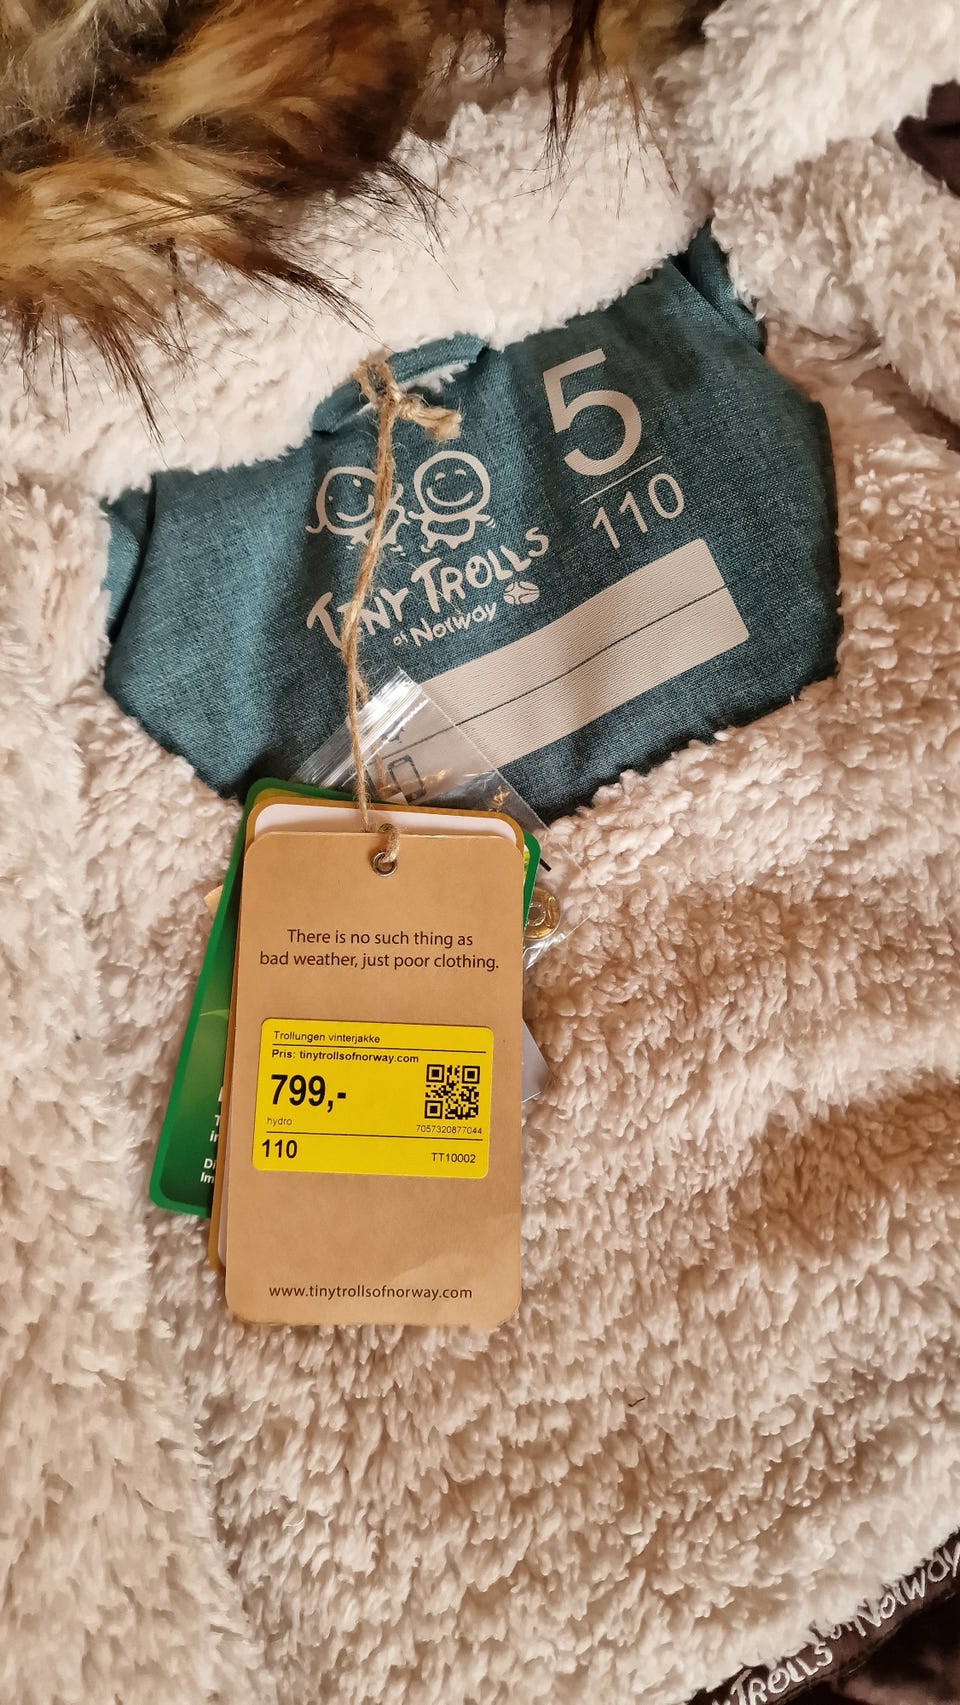 5
110
TINY TROLLS
of Norway
There is no such thing as
bad weather, just poor clothing.
Trollungen vinterjakke
Pris: tinytrollsofnorway.com
799,-
hydro
7057320877044
110
TT10002
www.tinytrollsofnorway.com
TROLLS of Norway